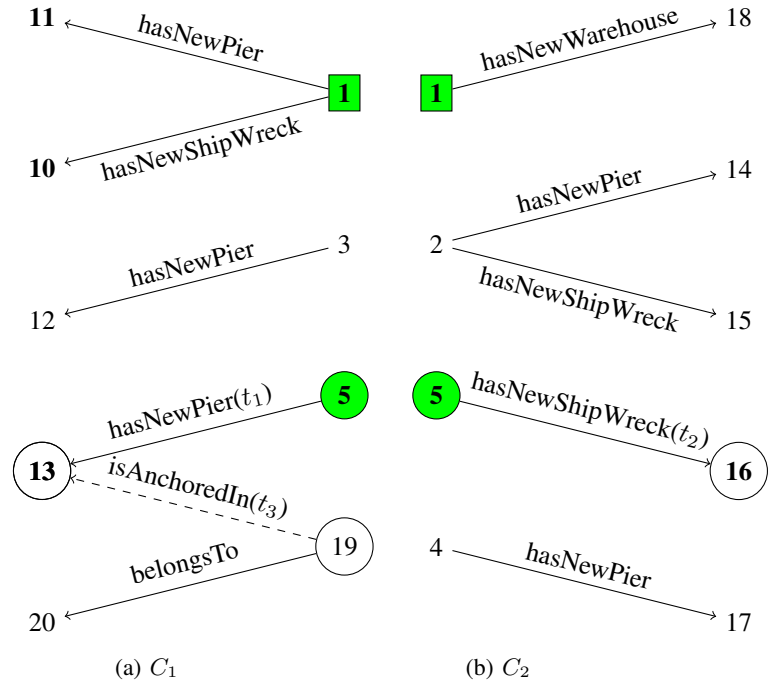 11
hasNewPier
1
hasNewShipWreck
10
3
hasNewPier
12
5
hasNewPier(t₁)
13
isAnchoredIn(t₃)
19
belongsTo
20
(a) C₁
18
hasNewWarehouse
1
14
hasNewPier
2
hasNewShipWreck
15
5
hasNewShipWreck(t₂)
16
4
hasNewPier
17
(b) C₂